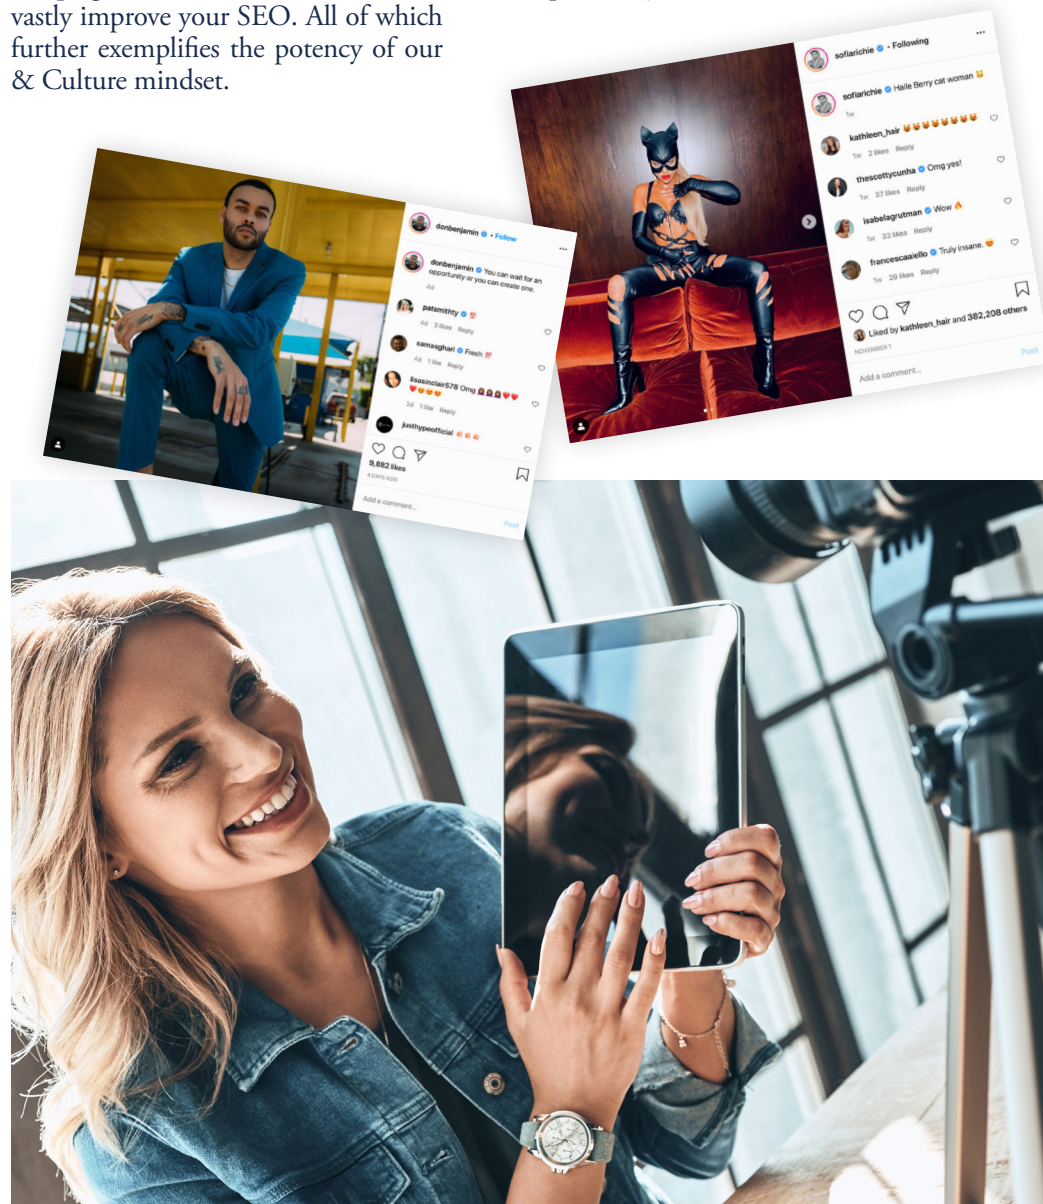 vastly improve your SEO. All of which
further exemplifies the potency of our
& Culture mindset.
sofiarichie • Following
sofiarichie Halle Berry cat woman 😼
1w
kathleen_hair 😻😻😻😻😻😻😻😻
1w 2 likes Reply
thescottycunha Omg yes!
1w 37 likes Reply
isabelagrutman Wow 🔥
1w 33 likes Reply
francescaaiello Truly insane. 😍
1w 28 likes Reply
Liked by kathleen_hair and 382,208 others
NOVEMBER 1
Add a comment...
Post
donbenjamin • Follow
donbenjamin You can wait for an
opportunity or you can create one.
4d
patsmithty 💯
4d 3 likes Reply
samasghari Fresh 💯
4d 1 like Reply
lisasinclair578 Omg
3d 1 like Reply
justhypeofficial
9,882 likes
4 DAYS AGO
Add a comment...
Post